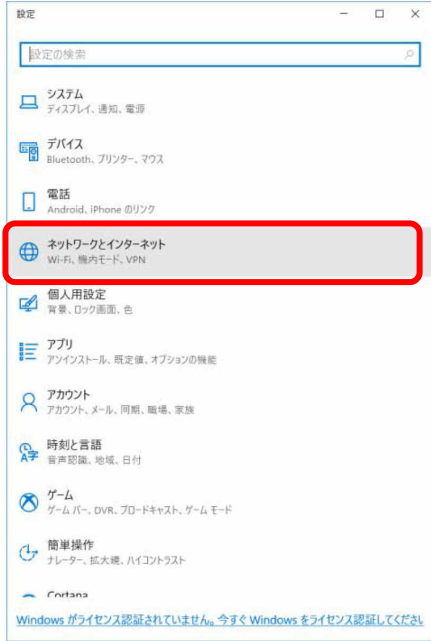 設定
設定の検索
システム
ディスプレイ、通知、電源
デバイス
Bluetooth、プリンター、マウス
電話
Android、iPhone のリンク
ネットワークとインターネット
Wi-Fi、機内モード、VPN
個人用設定
背景、ロック画面、色
アプリ
アンインストール、既定値、オプションの機能
アカウント
アカウント、メール、同期、職場、家族
時刻と言語
音声認識、地域、日付
ゲーム
ゲーム バー、DVR、ブロードキャスト、ゲーム モード
簡単操作
ナレーター、拡大鏡、ハイコントラスト
Cortana
Windows がライセンス認証されていません。今すぐ Windows をライセンス認証してくださ